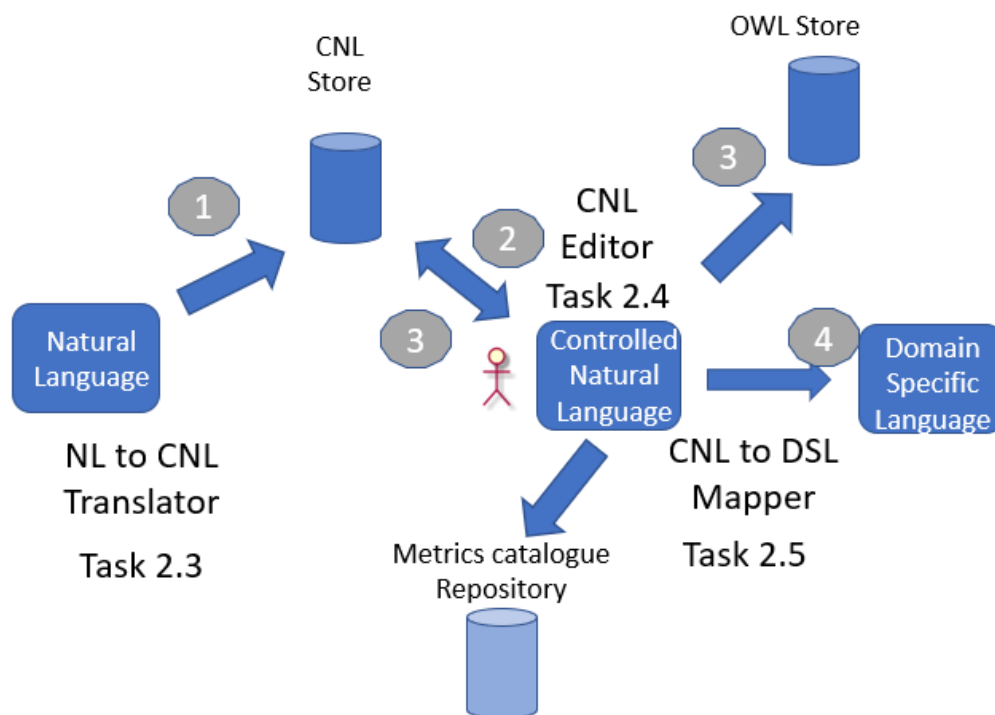 CNL
Store
OWL Store
1
3
2
CNL
Editor
Task 2.4
3
4
Natural
Language
Controlled
Natural
Language
Domain
Specific
Language
NL to CNL
Translator
Task 2.3
CNL to DSL
Mapper
Task 2.5
Metrics catalogue
Repository